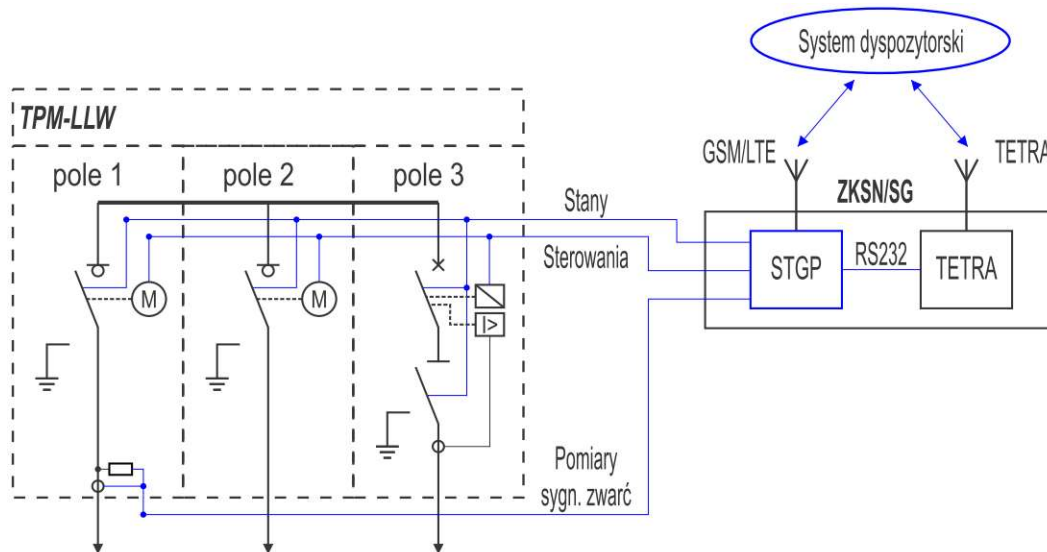 System dyspozytorski
TPM-LLW
pole 1
pole 2
pole 3
GSM/LTE
TETRA
Stany
ZKSN/SG
Sterowania
STGP
RS232
TETRA
M
M
I>
Pomiary
sygn. zwarć